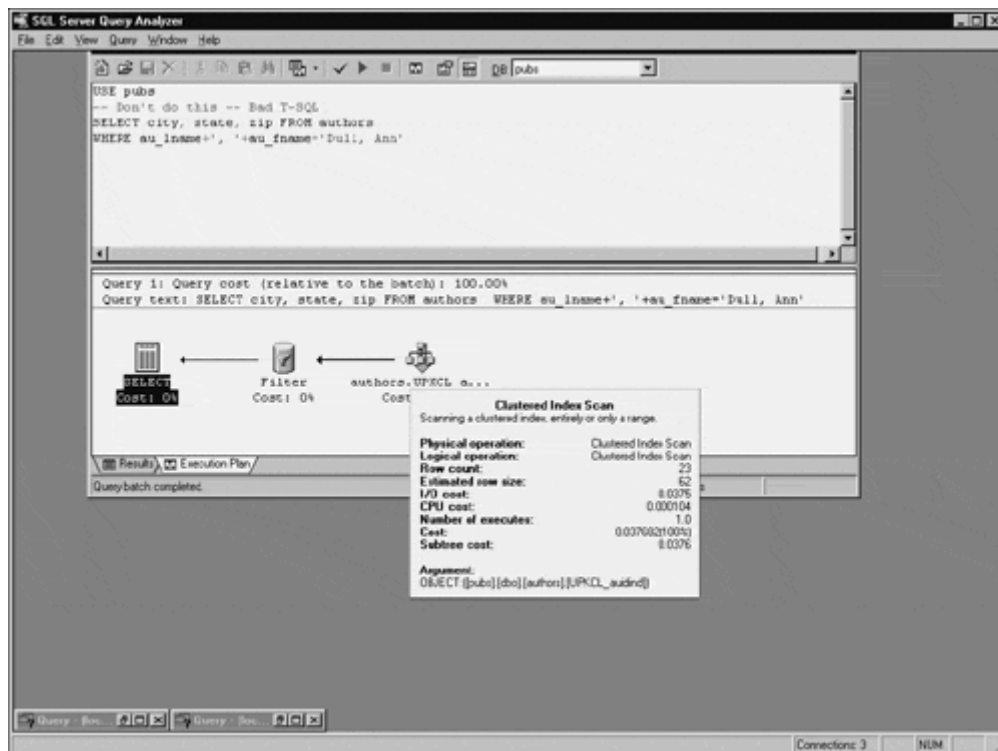 SQL Server Query Analyzer
File Edit View Query Window Help
DB: pubs
USE pubs
-- Don't do this -- Bad T-SQL
SELECT city, state, zip FROM authors
WHERE au_lname+', '+au_fname='Dull, Ann'
Query 1: Query cost (relative to the batch): 100.00%
Query text: SELECT city, state, zip FROM authors WHERE au_lname+', '+au_fname='Dull, Ann'
SELECT Filter authors.UPKCL_a...
Cost: 0% Cost: 0% Cost
Clustered Index Scan
Scanning a clustered index, entirely or only a range.
Physical operation: Clustered Index Scan
Logical operation: Clustered Index Scan
Row count: 23
Estimated row size: 62
I/O cost: 0.0376
CPU cost: 0.000104
Number of executes: 1.0
Cost: 0.037682(100%)
Subtree cost: 0.0376
Argument:
OBJECT:([pubs].[dbo].[authors].[UPKCL_auidind])
Results Execution Plan
Query batch completed.
Query - Query -
Connections: 3 NUM